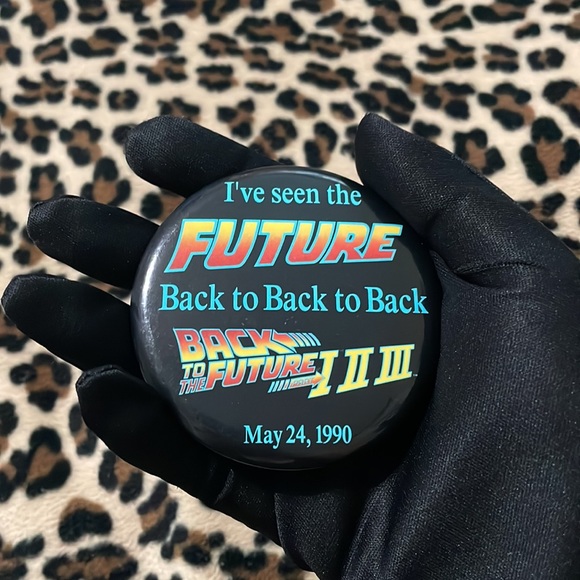 I've seen the
FUTURE
Back to Back to Back
BACK
TO THE FUTURE I II III
May 24, 1990